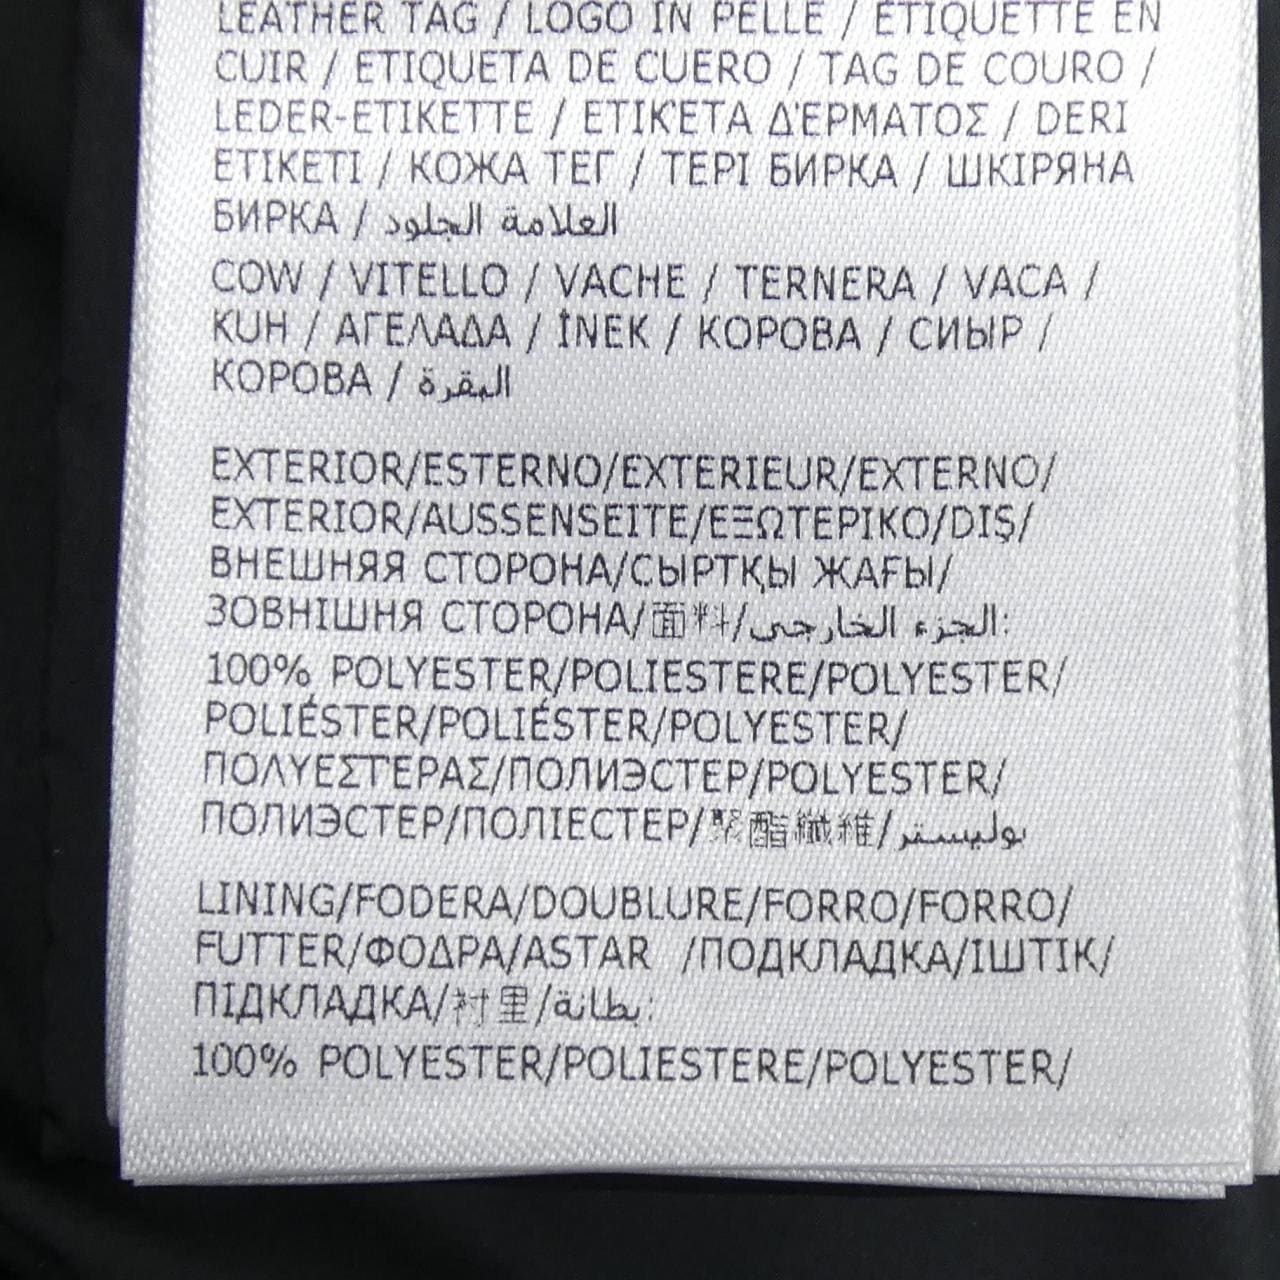 LEATHER TAG / LOGO IN PELLE / ETIQUETTE EN
CUIR / ETIQUETA DE CUERO / TAG DE COURO /
LEDER-ETIKETTE / ΕΤΙΚΈΤΑ ΔΈΡΜΑΤΟΣ / DERI
ETIKETI / КОЖА ТЕГ / ТЕРІ БИРКА / ШКІРЯНА
БИРКА / العلامة الجلود
COW / VITELLO / VACHE / TERNERA / VACA /
KUH / ΑΓΕΛΑΔΑ / İNEK / КОРОВА / СИЫР /
КОРОВА / البقرة
EXTERIOR/ESTERNO/EXTERIEUR/EXTERNO/
EXTERIOR/AUSSENSEITE/ΕΞΩΤΕΡΙΚΟ/DIŞ/
ВНЕШНЯЯ СТОРОНА/СЫРТҚЫ ЖАҒЫ/
ЗОВНІШНЯ СТОРОНА/面料/الجزء الخارجي:
100% POLYESTER/POLIESTERE/POLYESTER/
POLIÉSTER/POLIÉSTER/POLYESTER/
ΠΟΛΥΕΣΤΕΡΑΣ/ПОЛИЭСТЕР/POLYESTER/
ПОЛИЭСТЕР/ПОЛІЕСТЕР/聚酯纖維/بوليستر
LINING/FODERA/DOUBLURE/FORRO/FORRO/
FUTTER/ΦΟΔΡΑ/ASTAR /ПОДКЛАДКА/ІШТІК/
ПІДКЛАДКА/衬里/بطانة:
100% POLYESTER/POLIESTERE/POLYESTER/